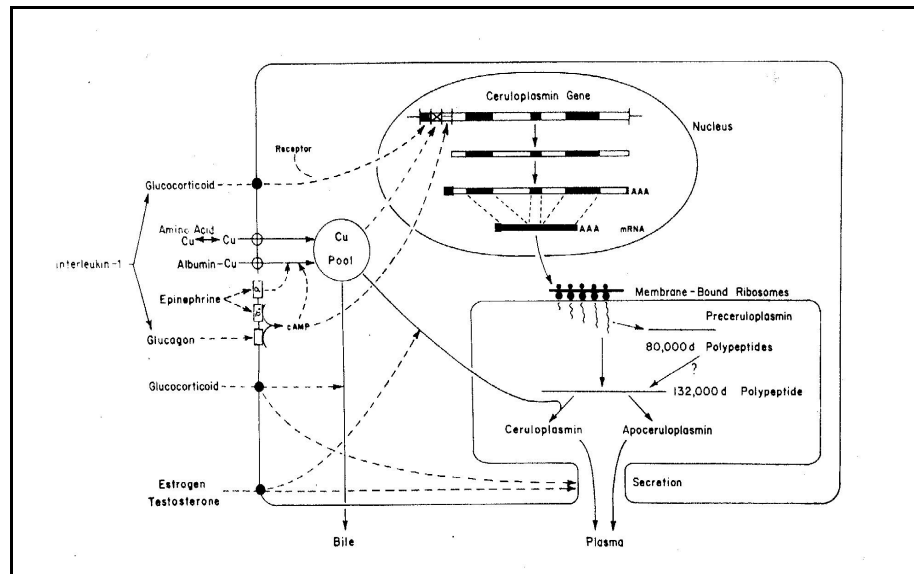 Ceruloplasmin Gene
Nucleus
Receptor
AAA
AAA mRNA
Glucocorticoid
Amino Acid
Cu Cu
Albumin-Cu
Cu
Pool
Interleukin-1
Epinephrine
cAMP
Glucagon
Membrane-Bound Ribosomes
Preceruloplasmin
80,000 d Polypeptides
?
132,000 d Polypeptide
Glucocorticoid
Ceruloplasmin
Apoceruloplasmin
Estrogen
Testosterone
Secretion
Bile
Plasma